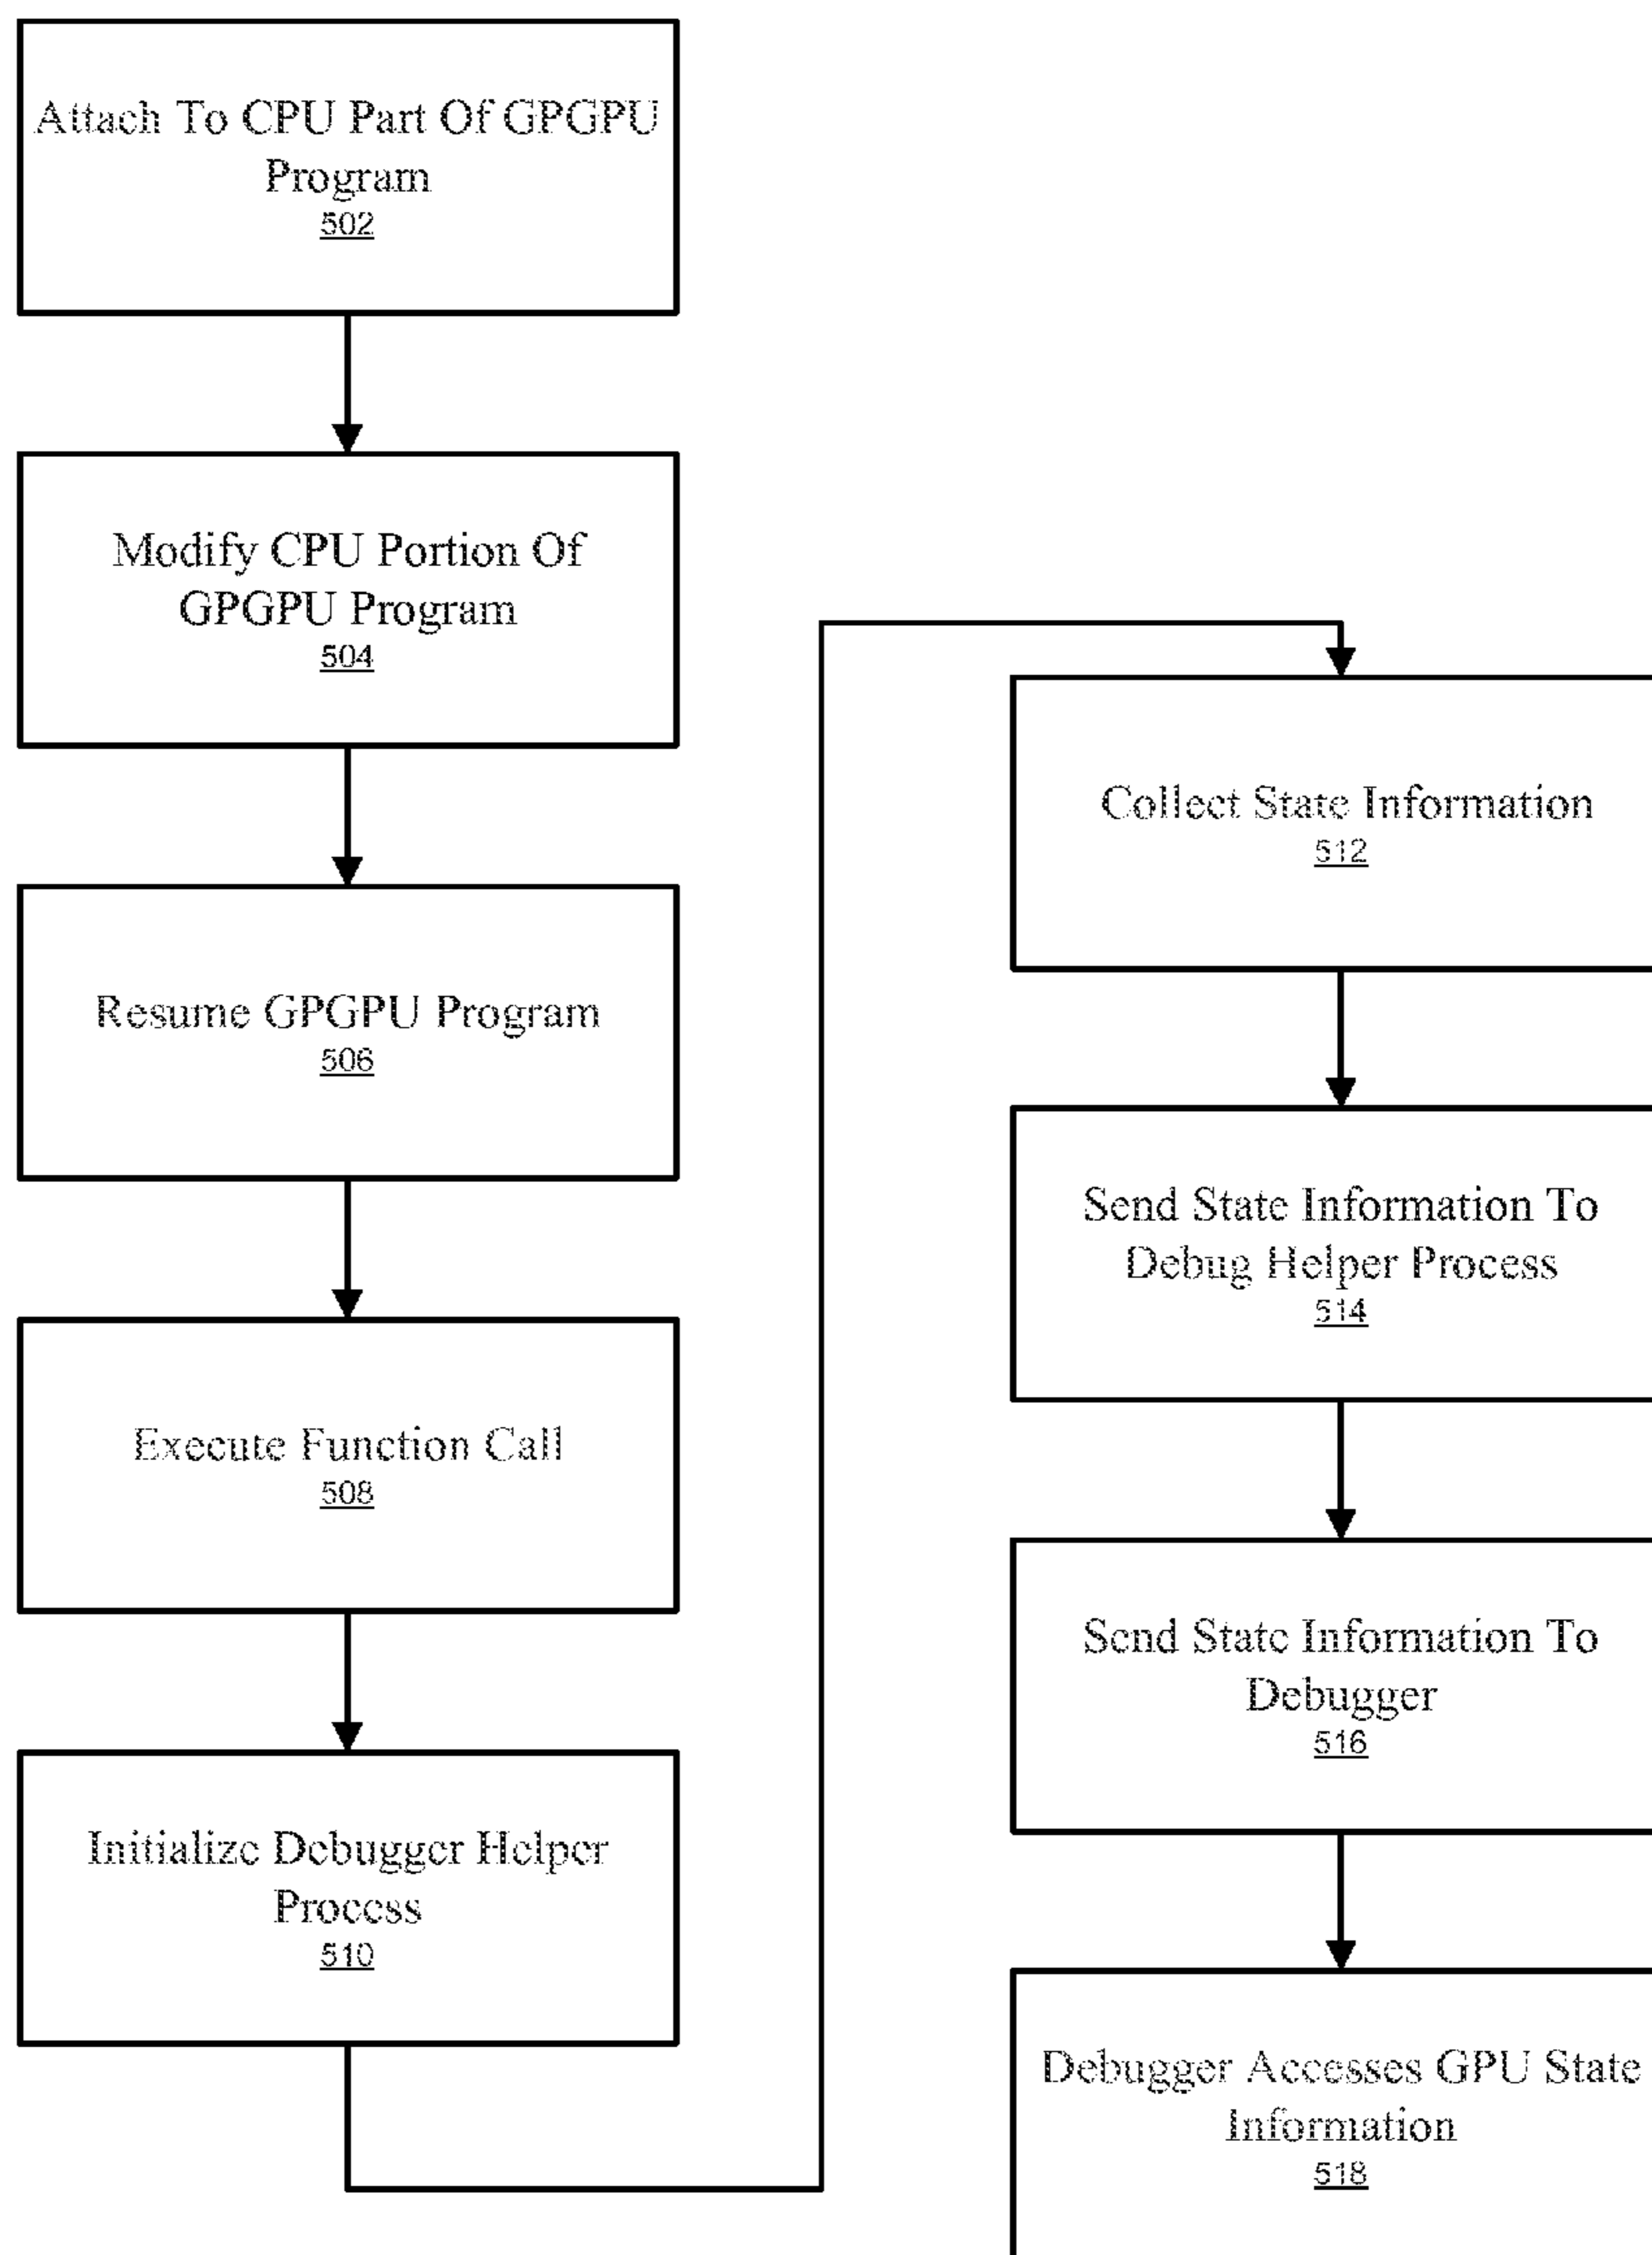 Attach To CPU Part Of GPGPU
Program
502
Modify CPU Portion Of
GPGPU Program
504
Resume GPGPU Program
506
Execute Function Call
508
Initialize Debugger Helper
Process
510
Collect State Information
512
Send State Information To
Debug Helper Process
514
Send State Information To
Debugger
516
Debugger Accesses GPU State
Information
518